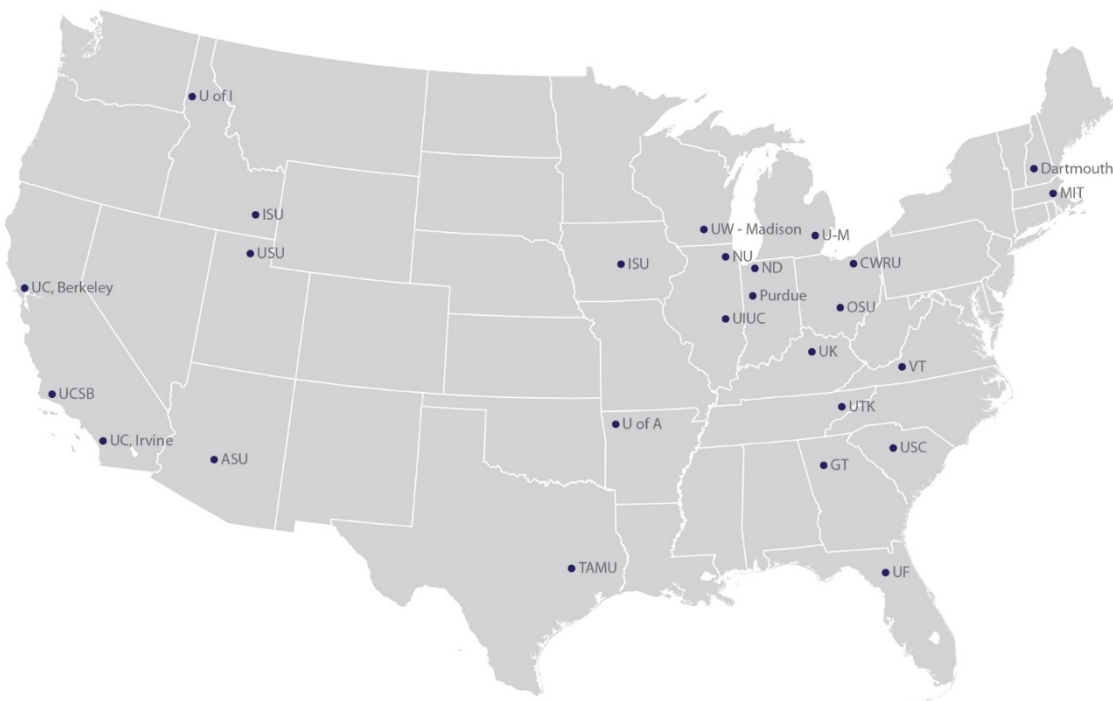 U of I
Dartmouth
MIT
ISU
UW - Madison
U-M
USU
NU
ISU
ND
CWRU
UC, Berkeley
Purdue
OSU
UIUC
UK
VT
UCSB
UTK
U of A
UC, Irvine
USC
ASU
GT
TAMU
UF